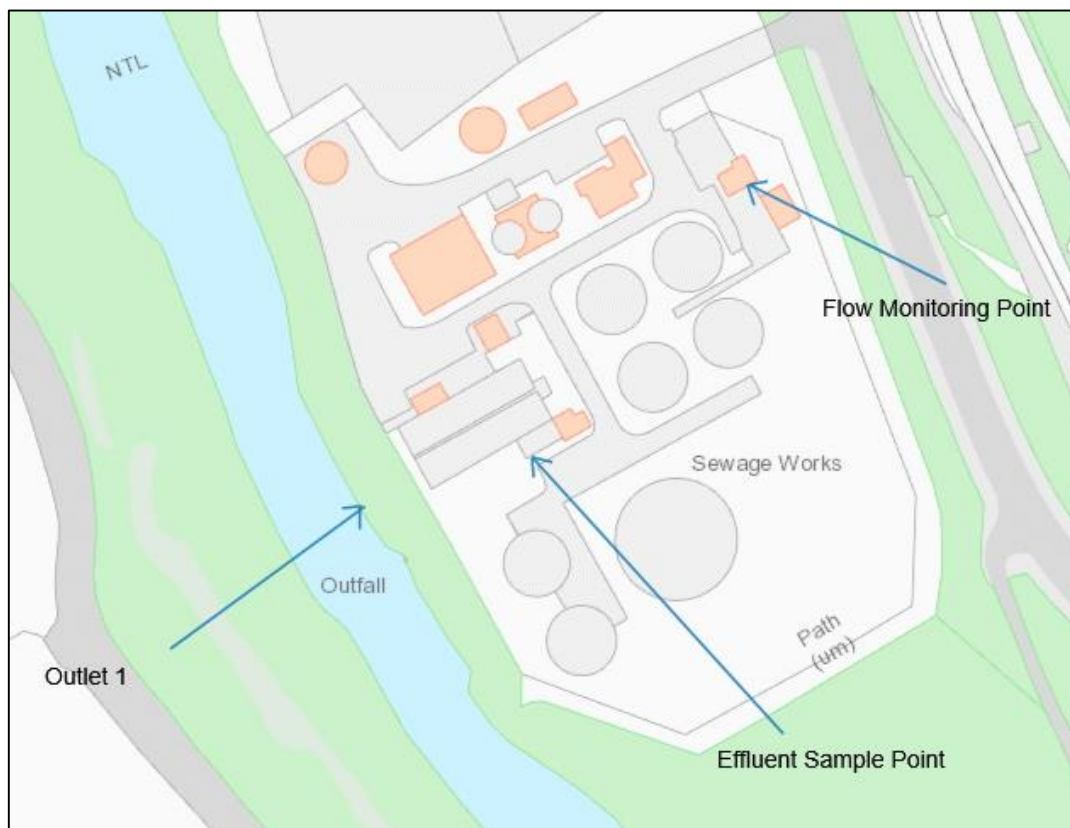 NTL
Flow Monitoring Point
Sewage Works
Outfall
Path
(um)
Outlet 1
Effluent Sample Point